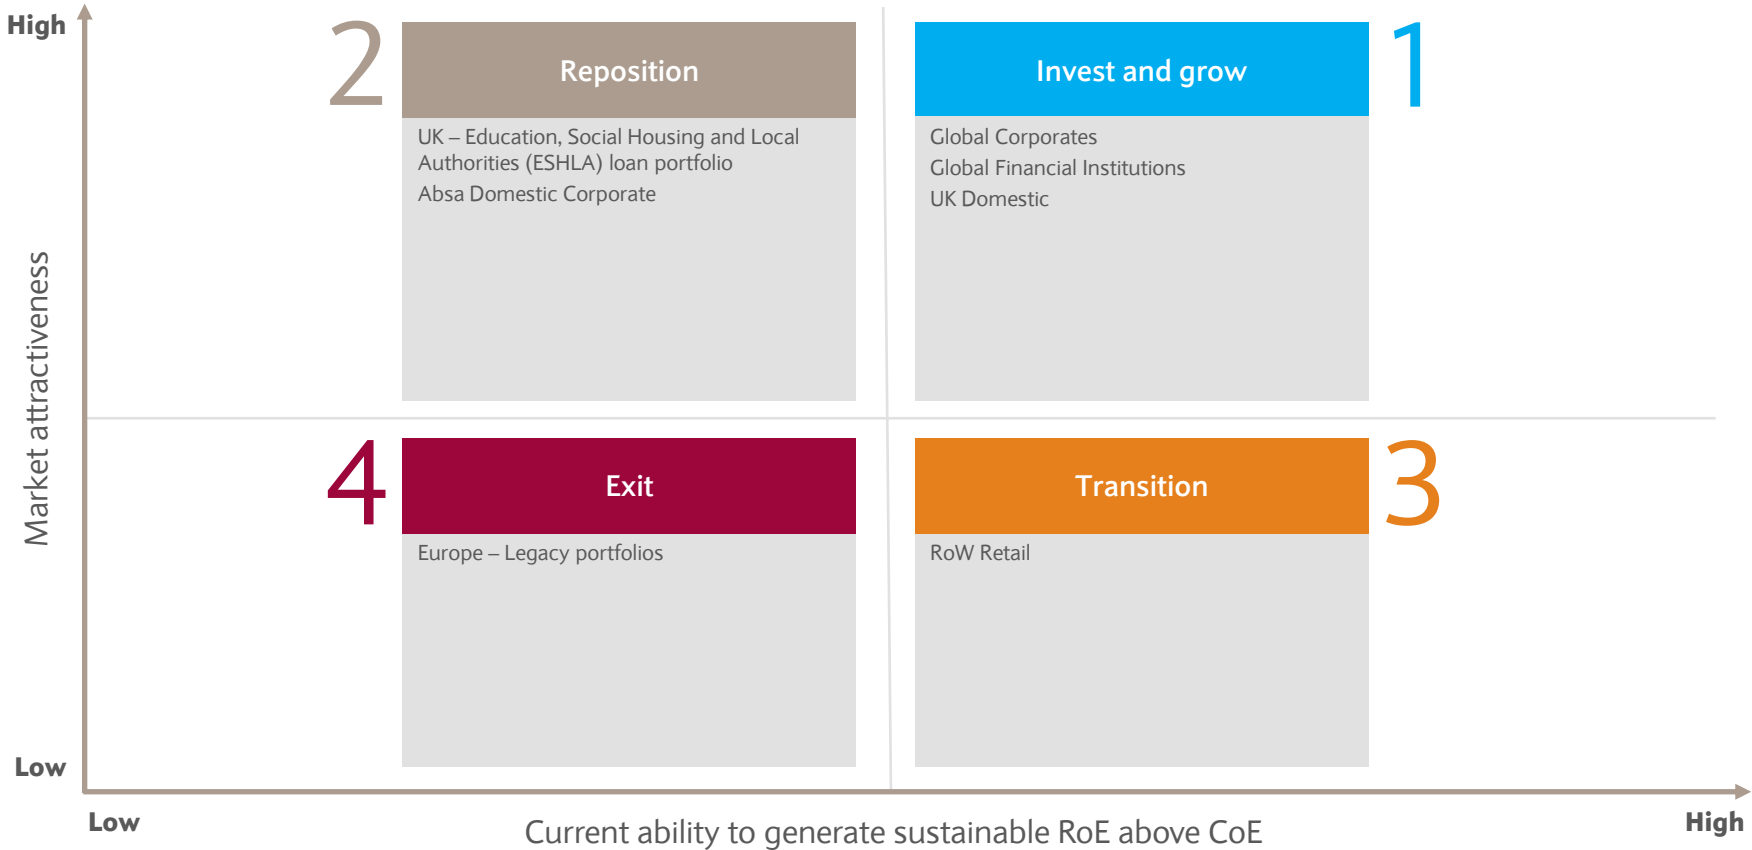 High
2
Reposition
UK – Education, Social Housing and Local
Authorities (ESHLA) loan portfolio
Absa Domestic Corporate
Invest and grow
1
Global Corporates
Global Financial Institutions
UK Domestic
Market attractiveness
4
Exit
Europe – Legacy portfolios
Transition
3
RoW Retail
Low
Low
Current ability to generate sustainable RoE above CoE
High